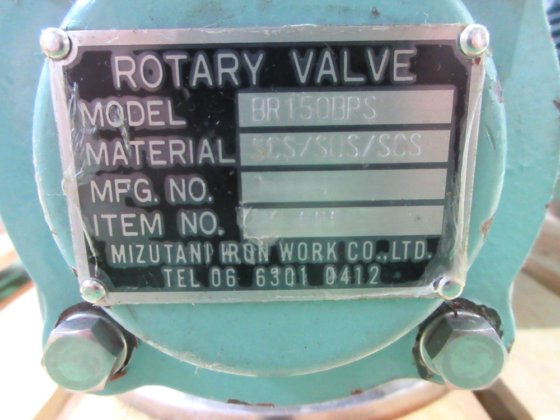 ROTARY VALVE
MODEL BR150BPS
MATERIAL SCS/SUS/SCS
MFG. NO.
ITEM NO.
MIZUTANI IRON WORK CO.,LTD.
TEL 06 6301 0412